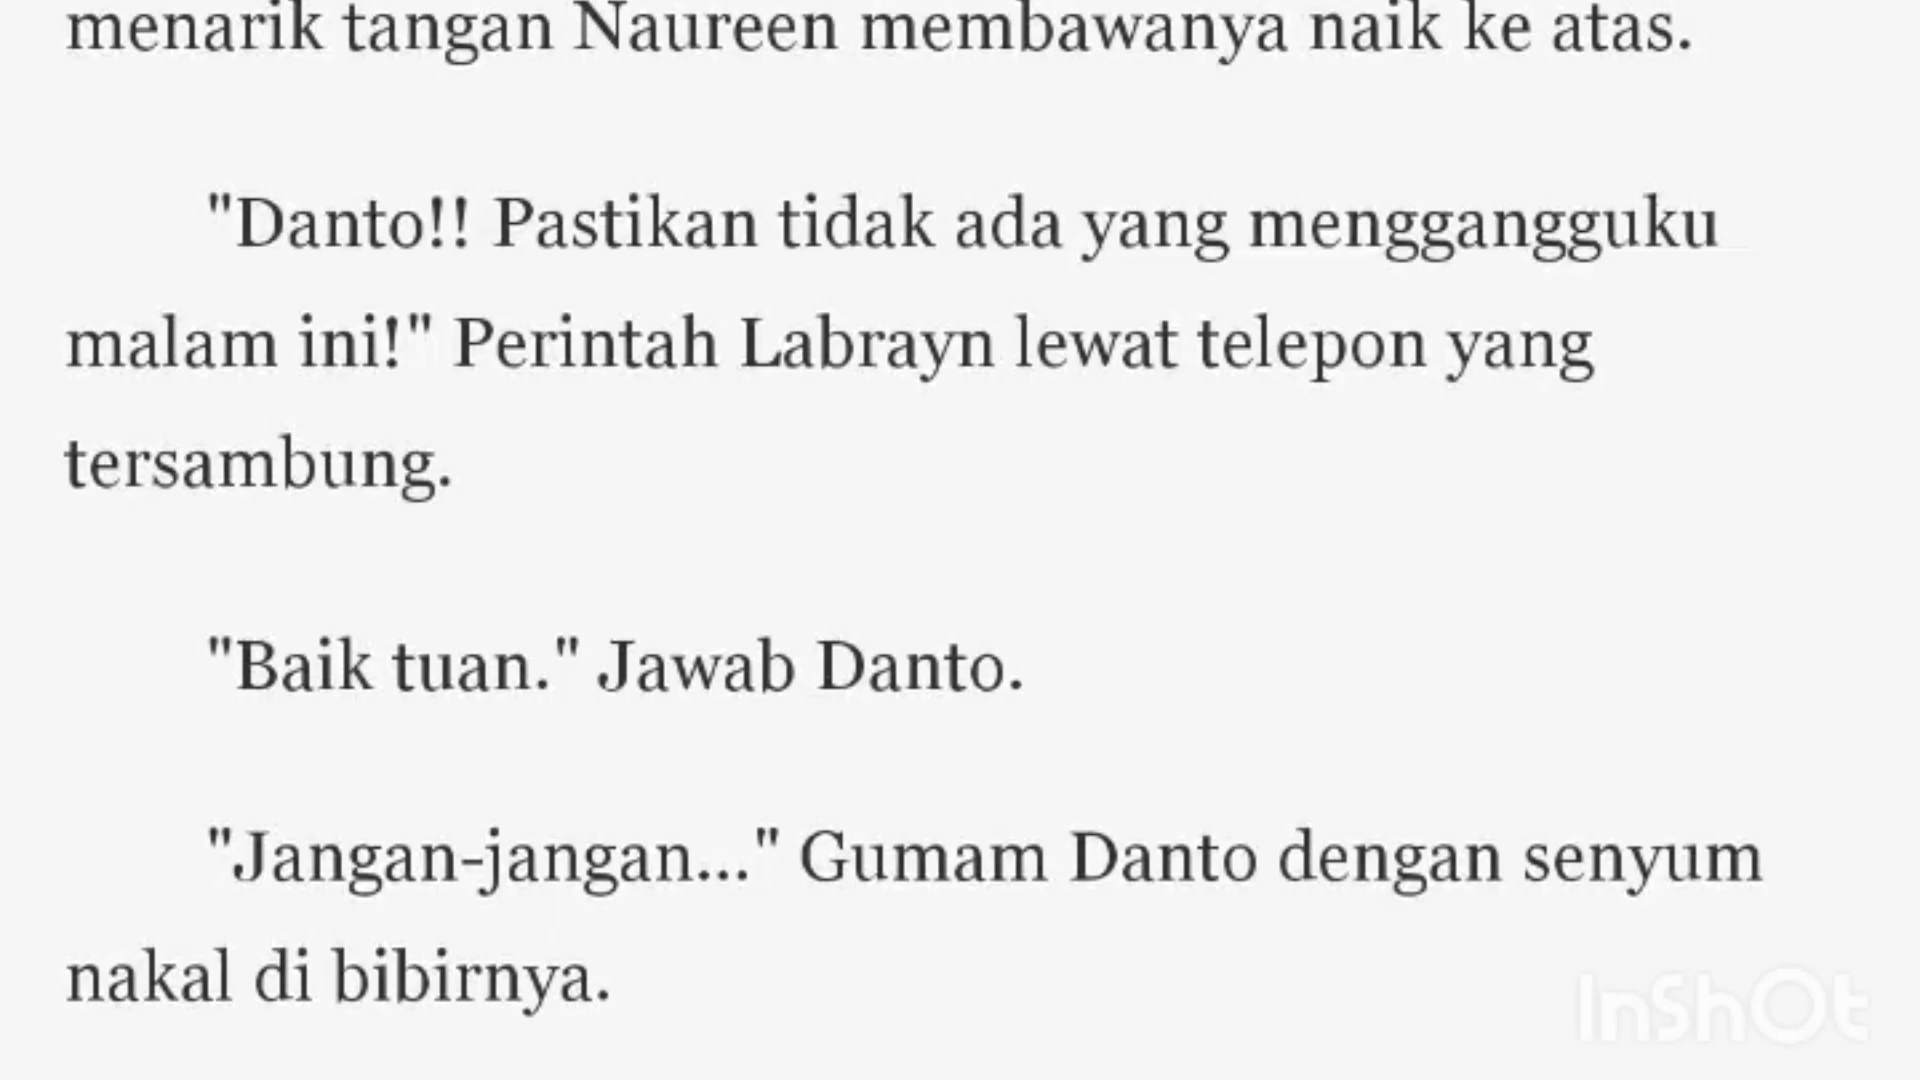 menarik tangan Naureen membawanya naik ke atas.
"Danto!! Pastikan tidak ada yang menggangguku
malam ini!" Perintah Labrayn lewat telepon yang
tersambung.
"Baik tuan." Jawab Danto.
"Jangan-jangan..." Gumam Danto dengan senyum
nakal di bibirnya.
InShOt